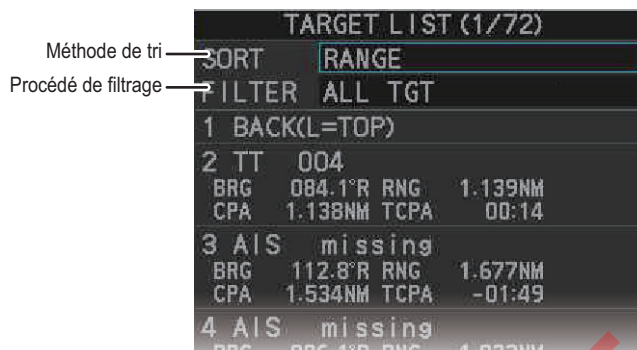 TARGET LIST (1/72)
Méthode de tri
SORT RANGE
Procédé de filtrage
FILTER ALL TGT
1 BACK(L=TOP)
2 TT 004
BRG 084.1°R RNG 1.139NM
CPA 1.138NM TCPA 00:14
3 AIS missing
BRG 112.8°R RNG 1.677NM
CPA 1.534NM TCPA -01:49
4 AIS missing